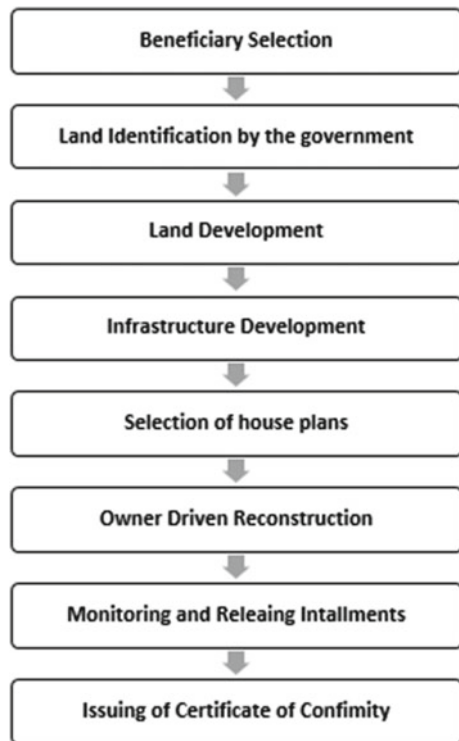 Beneficiary Selection
Land Identification by the government
Land Development
Infrastructure Development
Selection of house plans
Owner Driven Reconstruction
Monitoring and Releaing Intallments
Issuing of Certificate of Confimity